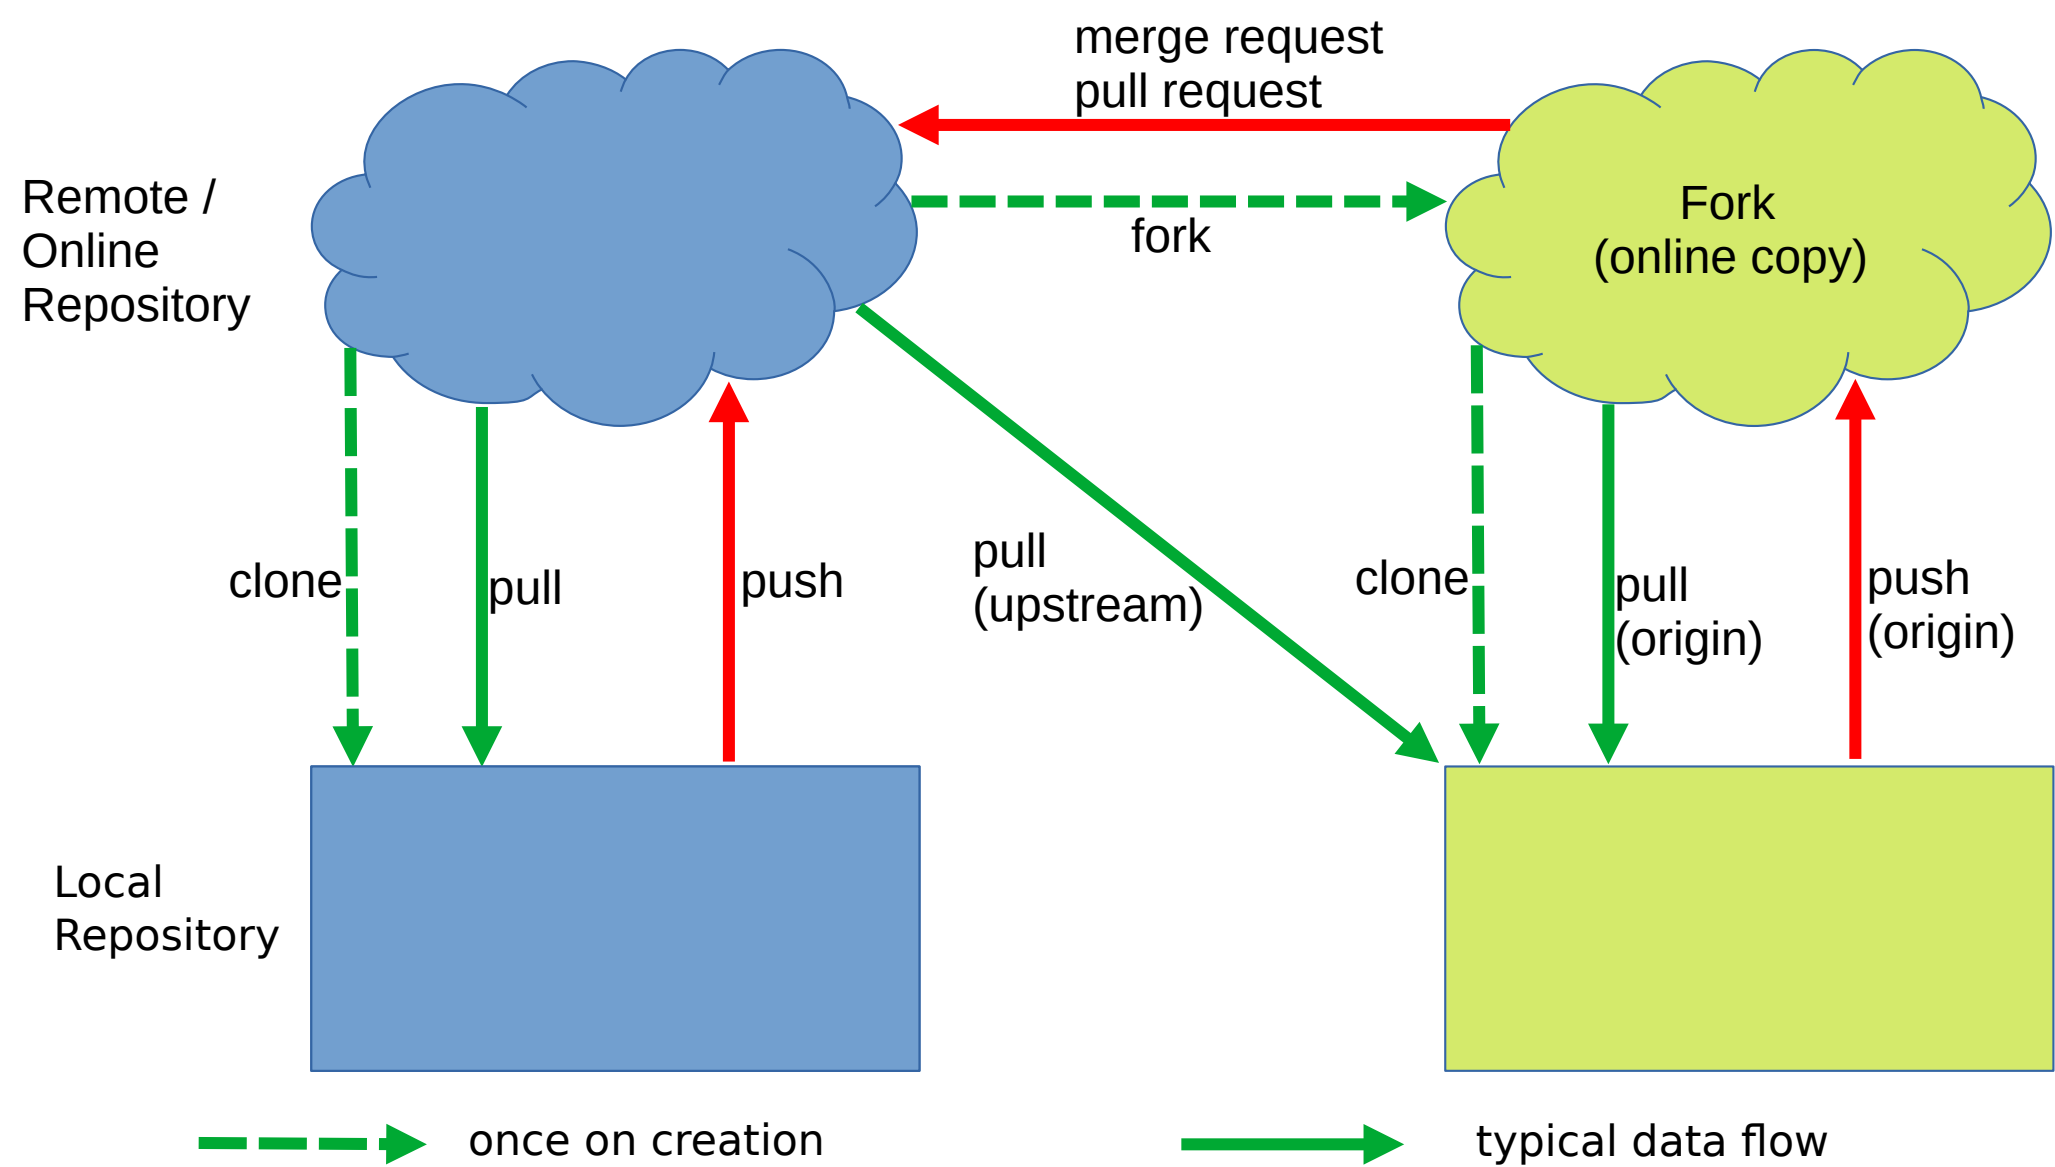 merge request
pull request
Remote /
Online
Repository
Fork
(online copy)
fork
clone
pull
push
pull
(upstream)
clone
pull
(origin)
push
(origin)
Local
Repository
once on creation
typical data flow